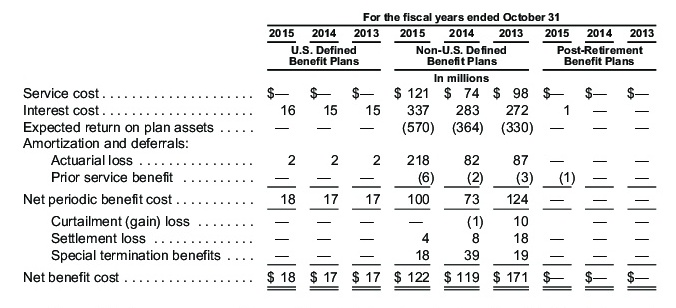 For the fiscal years ended October 31
2015 2014 2013 2015 2014 2013 2015 2014 2013
U.S. Defined Non-U.S. Defined Post-Retirement
Benefit Plans Benefit Plans Benefit Plans
In millions
Service cost . . . . . . . . . . . . . . . . . . . . . $— $— $— $ 121 $ 74 $ 98 $— $— $—
Interest cost . . . . . . . . . . . . . . . . . . . . . 16 15 15 337 283 272 1 — —
Expected return on plan assets . . . . . — — — (570) (364) (330) — — —
Amortization and deferrals:
Actuarial loss . . . . . . . . . . . . . . . . 2 2 2 218 82 87 — — —
Prior service benefit . . . . . . . . . . . — — — (6) (2) (3) (1) — —
Net periodic benefit cost . . . . . . . . . . . 18 17 17 100 73 124 — — —
Curtailment (gain) loss . . . . . . . . — — — — (1) 10 — — —
Settlement loss . . . . . . . . . . . . . . — — — 4 8 18 — — —
Special termination benefits . . . . — — — 18 39 19 — — —
Net benefit cost . . . . . . . . . . . . . . . . . . . $ 18 $ 17 $ 17 $ 122 $ 119 $ 171 $— $— $—